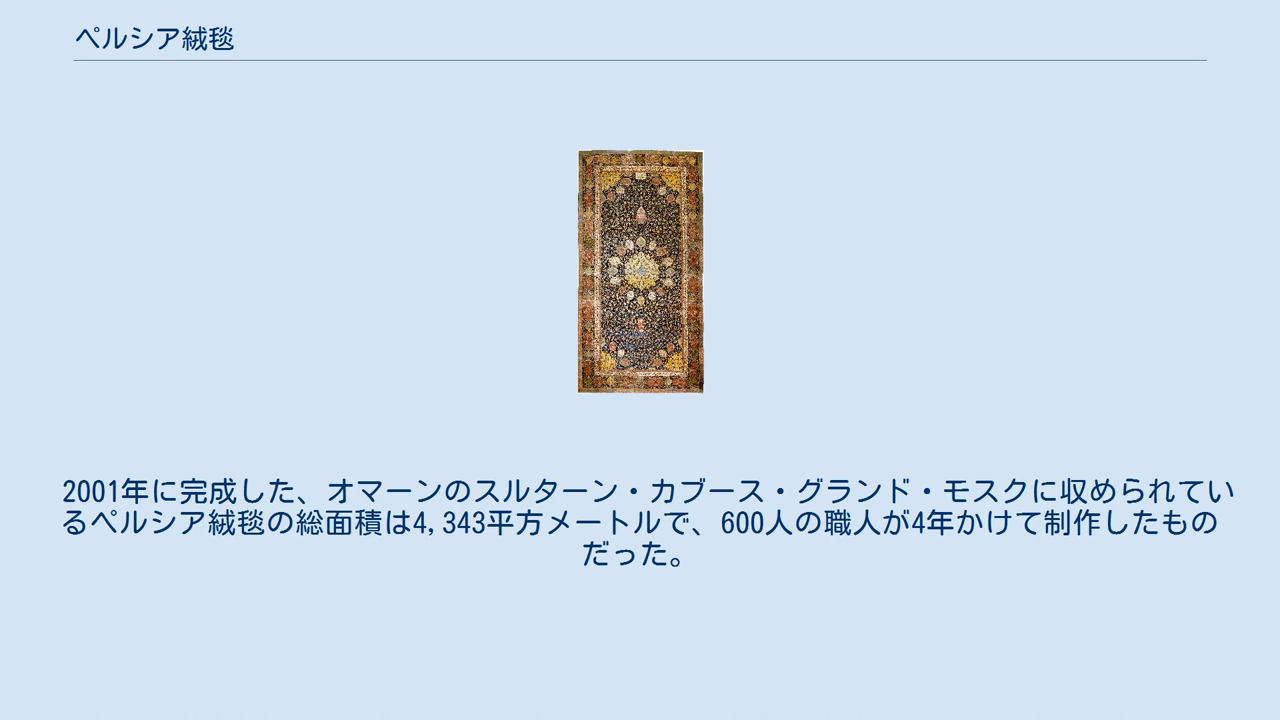 ペルシア絨毯
2001年に完成した、オマーンのスルターン・カブース・グランド・モスクに収められてい
るペルシア絨毯の総面積は4,343平方メートルで、600人の職人が4年かけて制作したもの
だった。